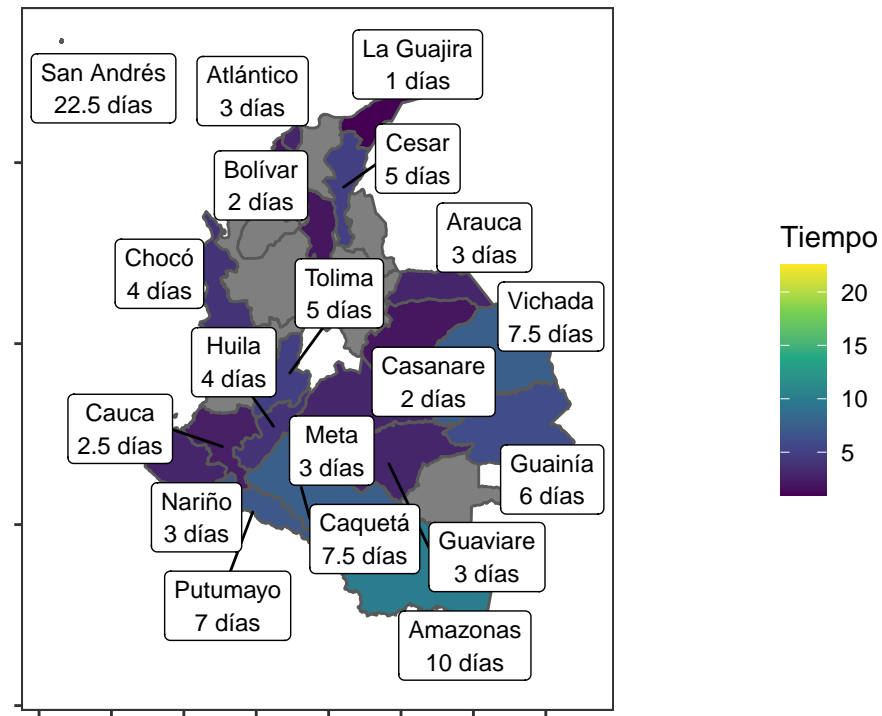 La Guajira
1 días
San Andrés
22.5 días
Atlántico
3 días
Cesar
5 días
Bolívar
2 días
Arauca
3 días
Chocó
4 días
Tolima
5 días
Vichada
7.5 días
Huila
4 días
Casanare
2 días
Cauca
2.5 días
Meta
3 días
Guainía
6 días
Nariño
3 días
Caquetá
7.5 días
Guaviare
3 días
Putumayo
7 días
Amazonas
10 días
Tiempo
20
15
10
5